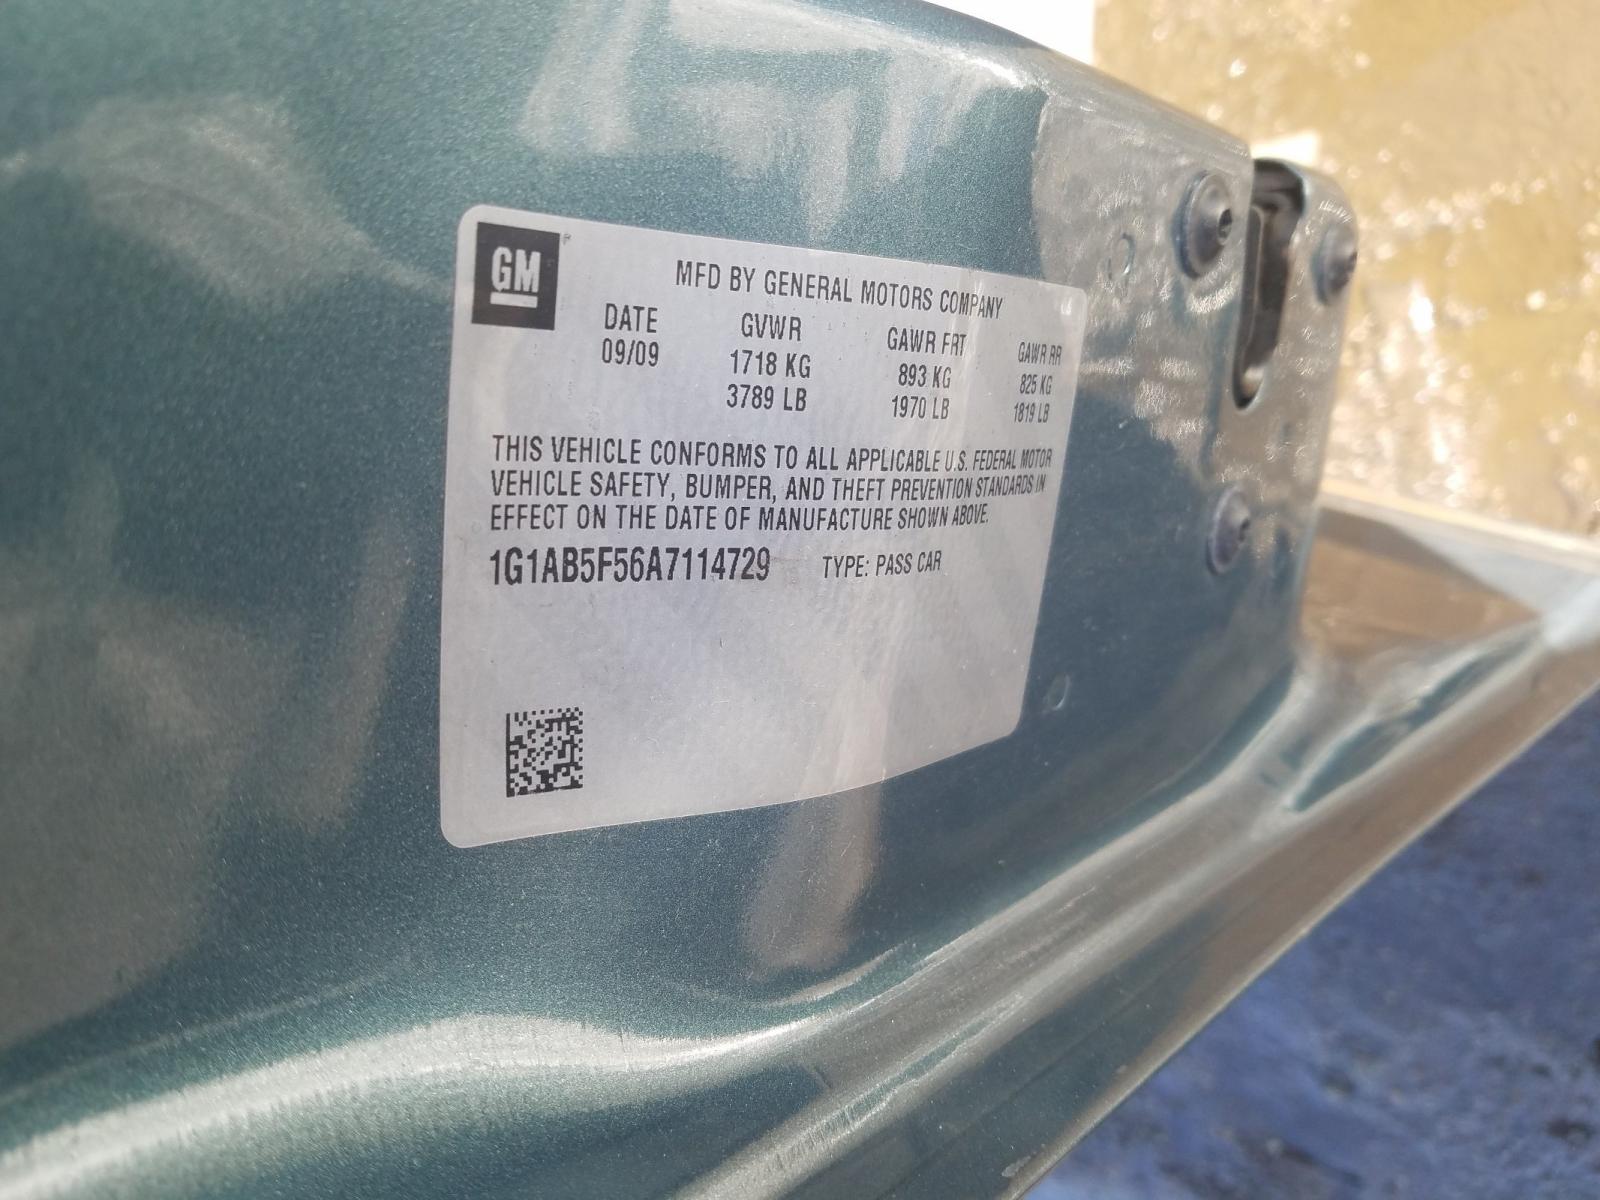 GM
MFD BY GENERAL MOTORS COMPANY
DATE GVWR GAWR FRT GAWR RR
09/09 1718 KG 893 KG 825 KG
3789 LB 1970 LB 1819 LB
THIS VEHICLE CONFORMS TO ALL APPLICABLE U.S. FEDERAL MOTOR
VEHICLE SAFETY, BUMPER, AND THEFT PREVENTION STANDARDS IN
EFFECT ON THE DATE OF MANUFACTURE SHOWN ABOVE.
1G1AB5F56A7114729 TYPE: PASS CAR